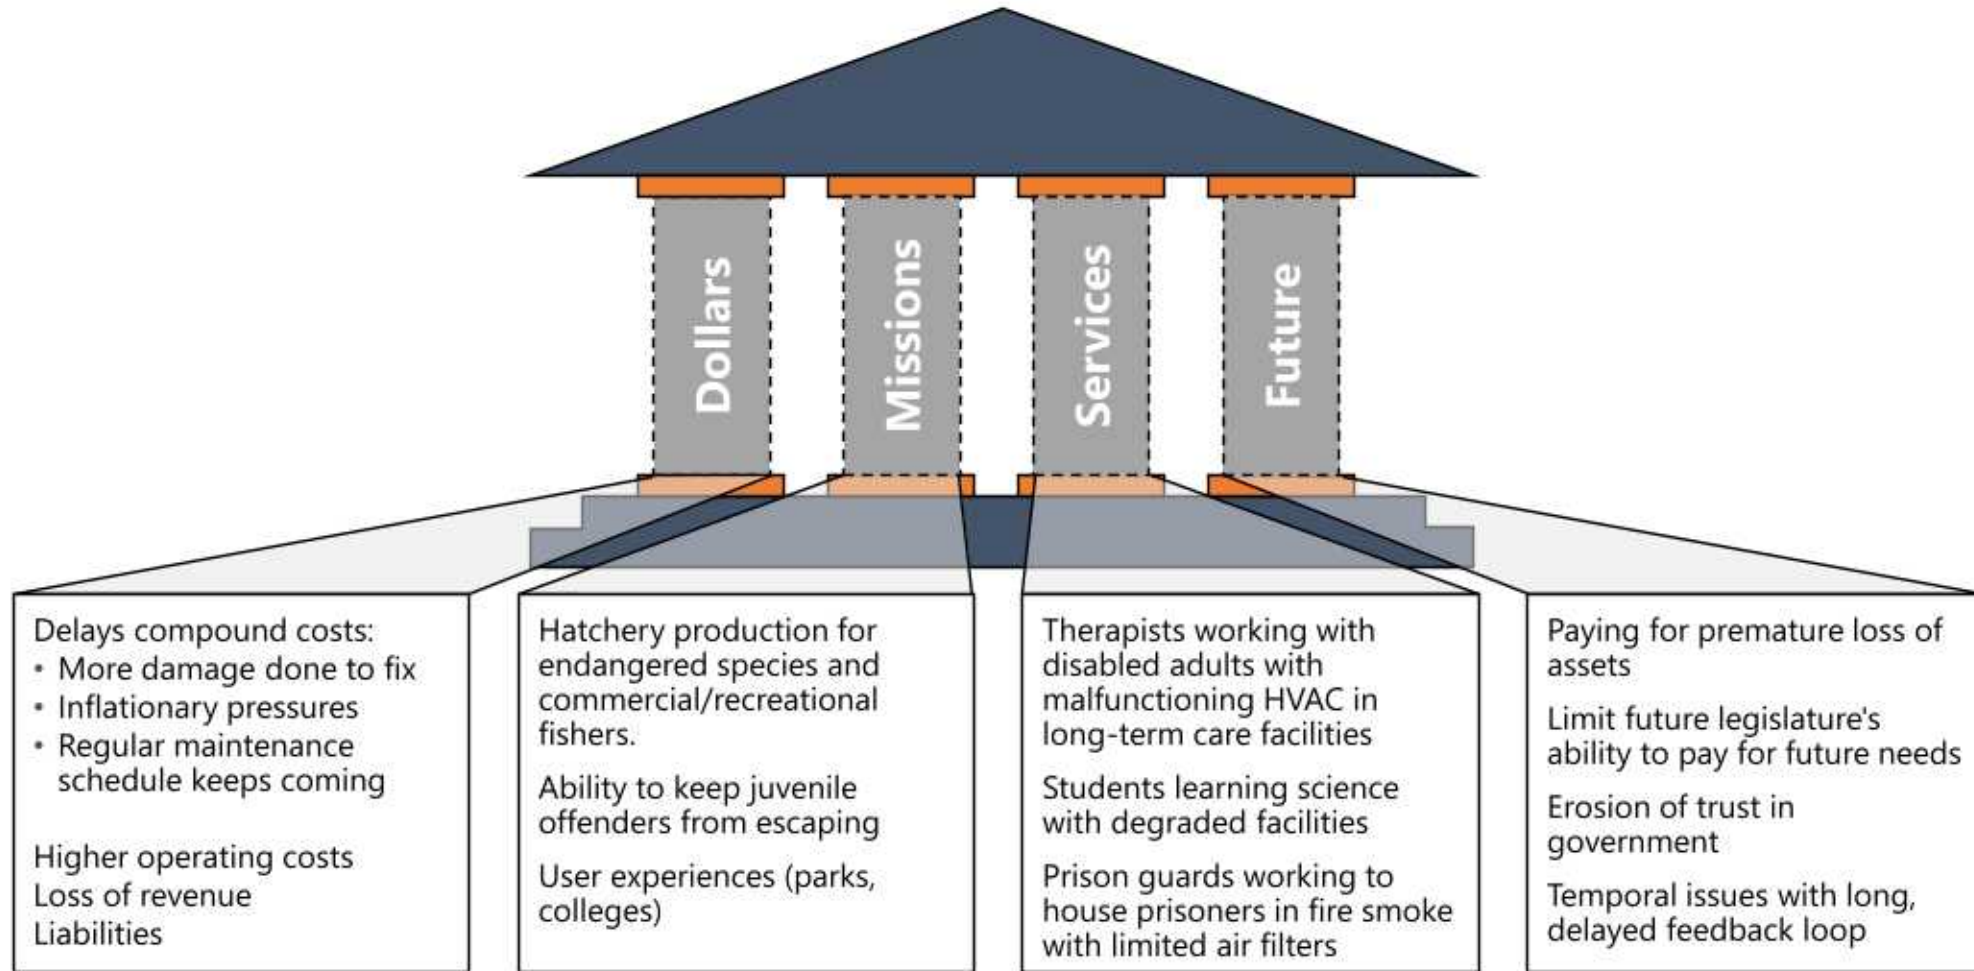 Dollars
Missions
Services
Future
Delays compound costs:
• More damage done to fix
• Inflationary pressures
• Regular maintenance
schedule keeps coming
Higher operating costs
Loss of revenue
Liabilities
Hatchery production for
endangered species and
commercial/recreational
fishers.
Ability to keep juvenile
offenders from escaping
User experiences (parks,
colleges)
Therapists working with
disabled adults with
malfunctioning HVAC in
long-term care facilities
Students learning science
with degraded facilities
Prison guards working to
house prisoners in fire smoke
with limited air filters
Paying for premature loss of
assets
Limit future legislature's
ability to pay for future needs
Erosion of trust in
government
Temporal issues with long,
delayed feedback loop